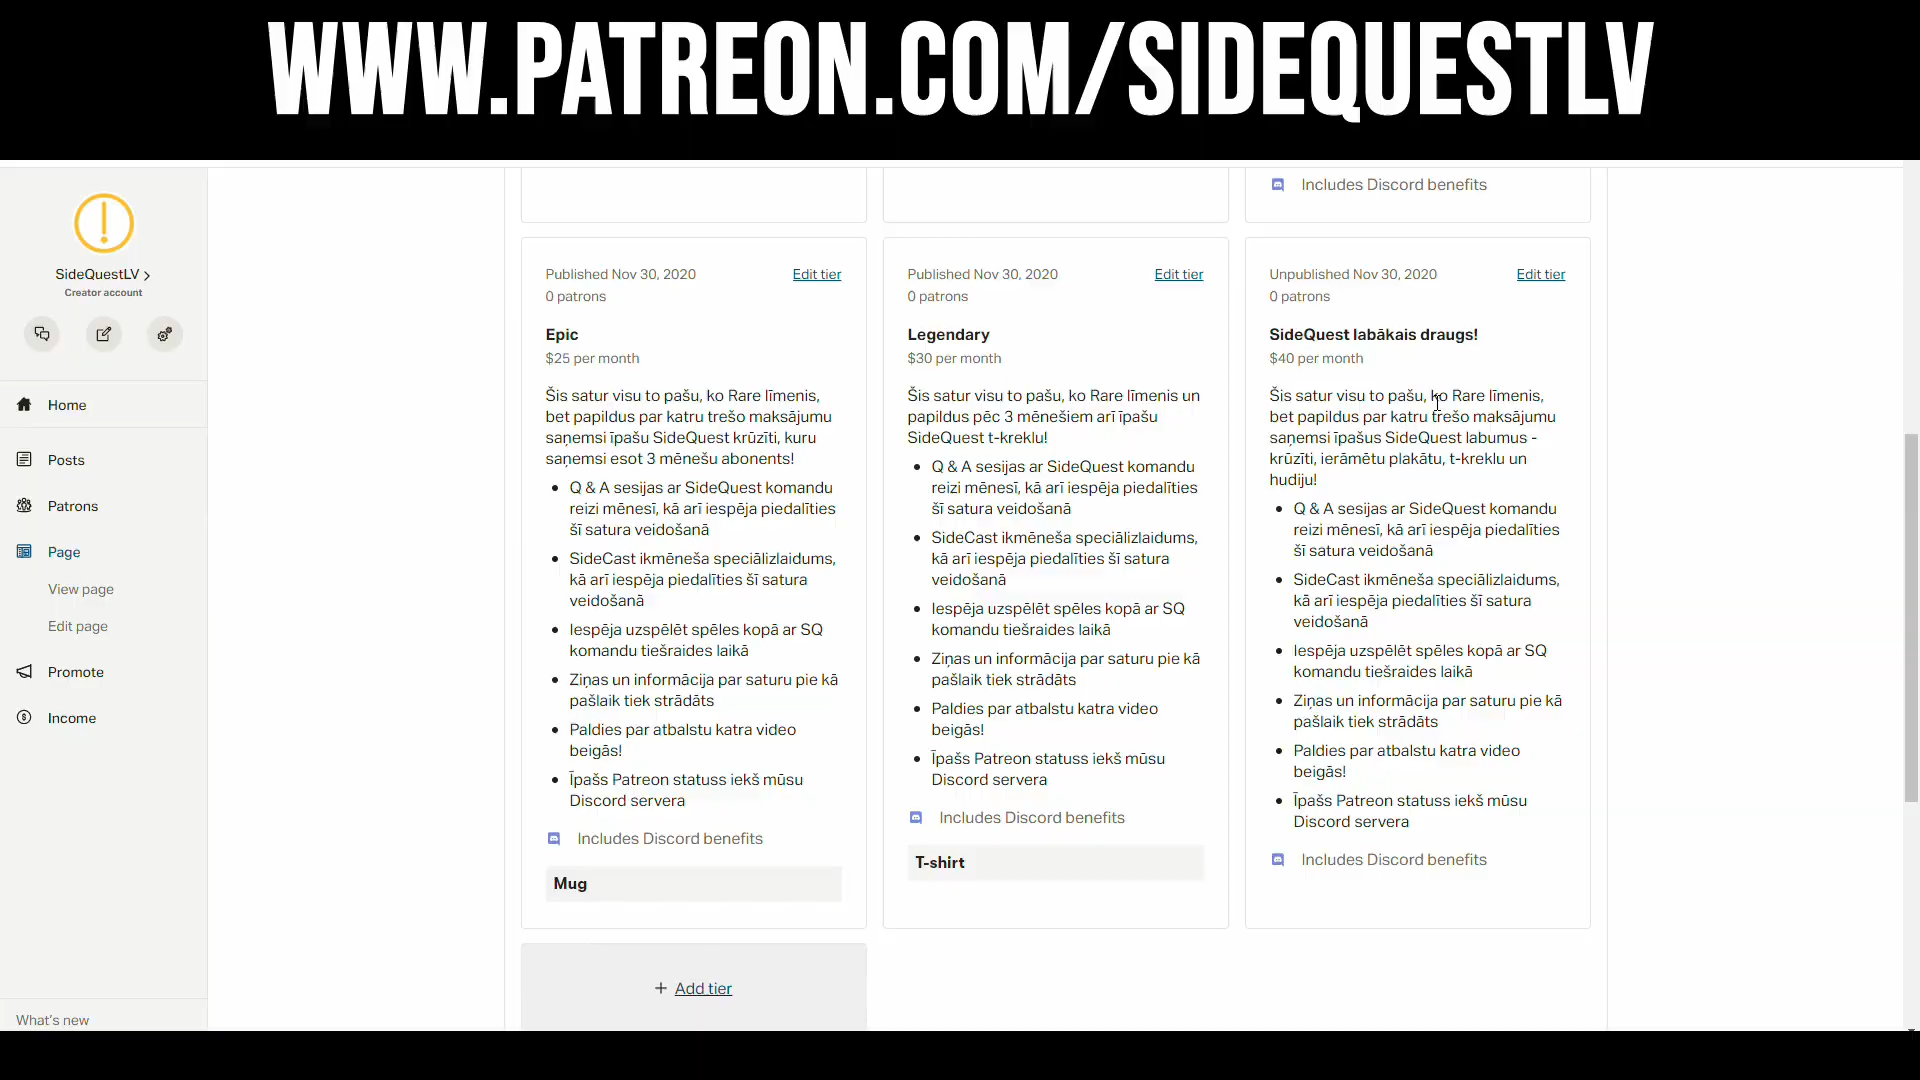 WWW.PATREON.COM/SIDEQUESTLV
SideQuestLV
Creator account
Home
Posts
Patrons
Page
View page
Edit page
Promote
Income
What's new
Includes Discord benefits
Published Nov 30, 2020
Edit tier
0 patrons
Epic
$25 per month
Šis satur visu to pašu, ko Rare līmenis,
bet papildus par katru trešo maksājumu
saņemsi īpašu SideQuest krūzīti, kuru
saņemsi esot 3 mēnešu abonents!
Q & A sesijas ar SideQuest komandu
reizi mēnesī, kā arī iespēja piedalīties
šī satura veidošanā
SideCast ikmēneša speciālizlaidums,
kā arī iespēja piedalīties šī satura
veidošanā
Iespēja uzspēlēt spēles kopā ar SQ
komandu tiešraides laikā
Ziņas un informācija par saturu pie kā
pašlaik tiek strādāts
Paldies par atbalstu katra video
beigās!
Īpašs Patreon statuss iekš mūsu
Discord servera
Includes Discord benefits
Mug
Published Nov 30, 2020
Edit tier
0 patrons
Legendary
$30 per month
Šis satur visu to pašu, ko Rare līmenis un
papildus pēc 3 mēnešiem arī īpašu
SideQuest t-kreklu!
Q & A sesijas ar SideQuest komandu
reizi mēnesī, kā arī iespēja piedalīties
šī satura veidošanā
SideCast ikmēneša speciālizlaidums,
kā arī iespēja piedalīties šī satura
veidošanā
Iespēja uzspēlēt spēles kopā ar SQ
komandu tiešraides laikā
Ziņas un informācija par saturu pie kā
pašlaik tiek strādāts
Paldies par atbalstu katra video
beigās!
Īpašs Patreon statuss iekš mūsu
Discord servera
Includes Discord benefits
T-shirt
Unpublished Nov 30, 2020
Edit tier
0 patrons
SideQuest labākais draugs!
$40 per month
Šis satur visu to pašu, ko Rare līmenis,
bet papildus par katru trešo maksājumu
saņemsi īpašus SideQuest labumus -
krūzīti, ierāmētu plakātu, t-kreklu un
hudiju!
Q & A sesijas ar SideQuest komandu
reizi mēnesī, kā arī iespēja piedalīties
šī satura veidošanā
SideCast ikmēneša speciālizlaidums,
kā arī iespēja piedalīties šī satura
veidošanā
Iespēja uzspēlēt spēles kopā ar SQ
komandu tiešraides laikā
Ziņas un informācija par saturu pie kā
pašlaik tiek strādāts
Paldies par atbalstu katra video
beigās!
Īpašs Patreon statuss iekš mūsu
Discord servera
Includes Discord benefits
+ Add tier